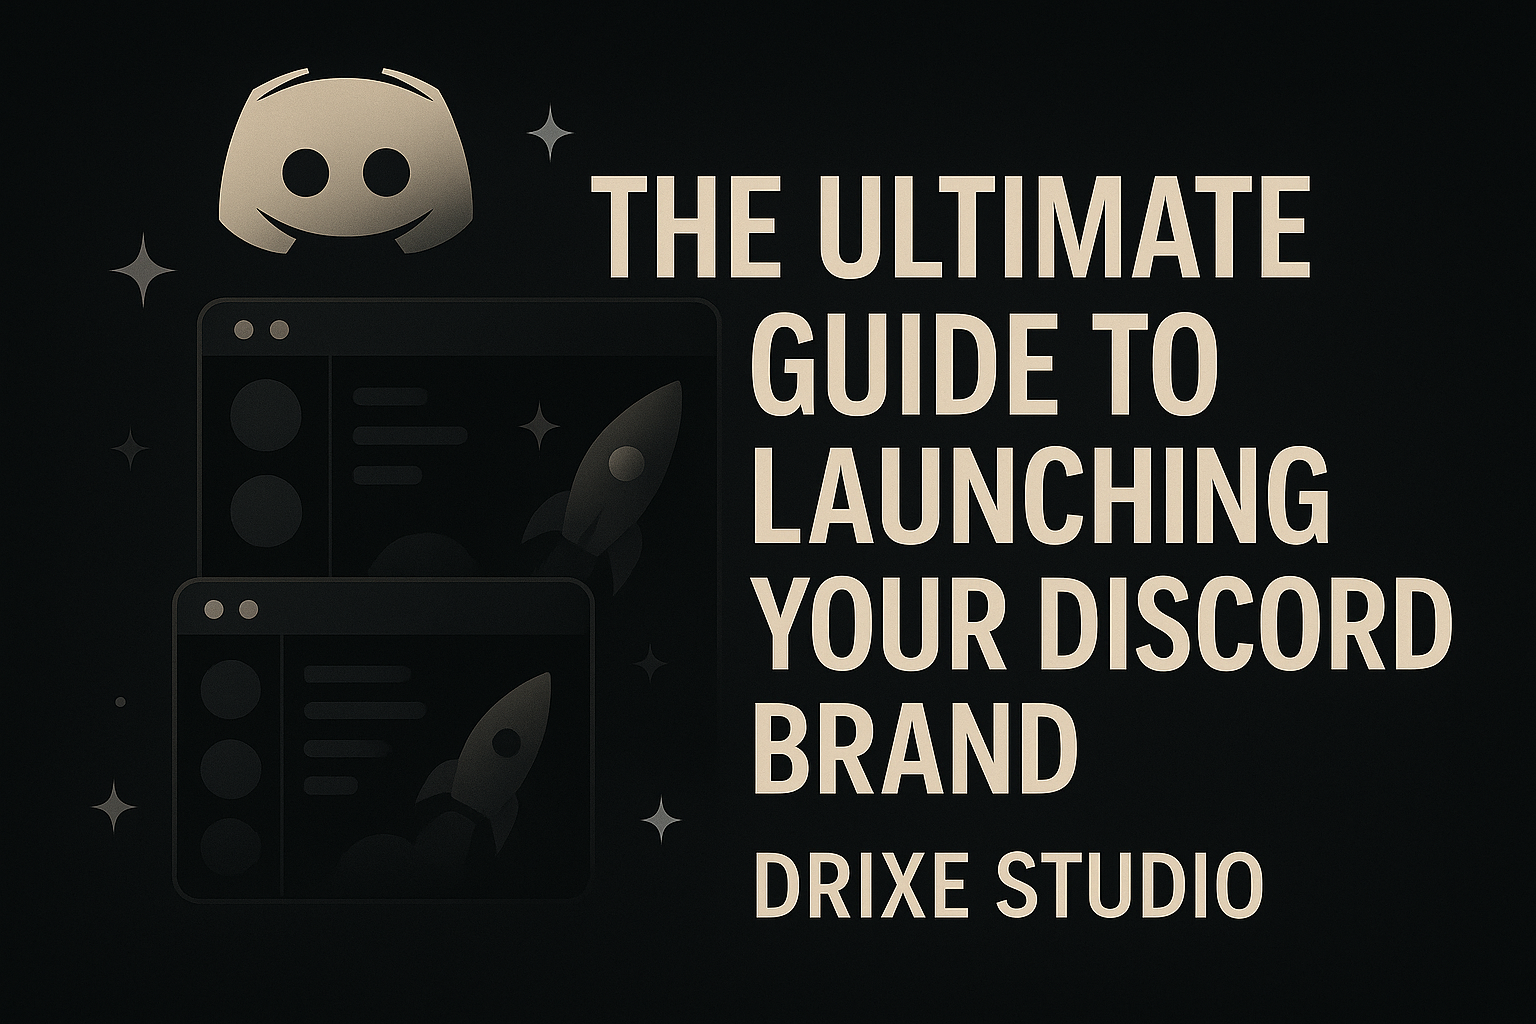 THE ULTIMATE
GUIDE TO
LAUNCHING
YOUR DISCORD
BRAND
DRIXE STUDIO